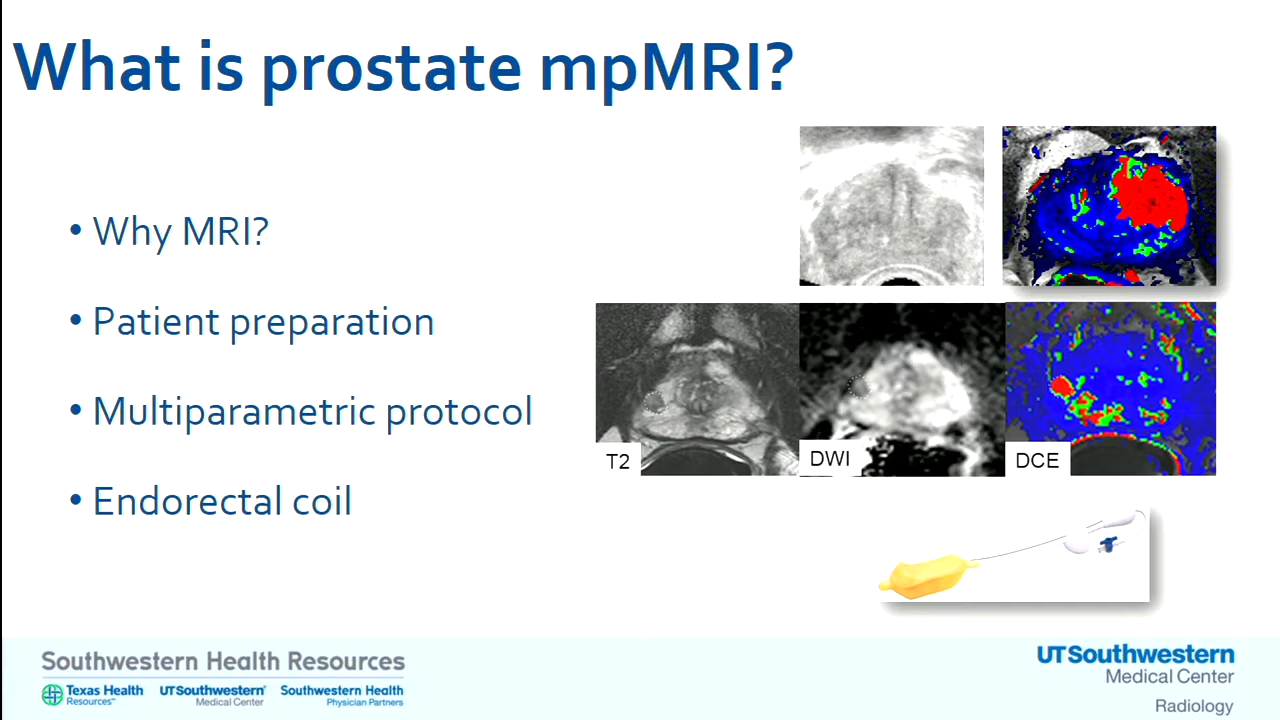 What is prostate mpMRI?
• Why MRI?
• Patient preparation
• Multiparametric protocol
• Endorectal coil
T2
DWI
DCE
Southwestern Health Resources
Texas Health
Resources
UTSouthwestern
Medical Center
Southwestern Health
Physician Partners
UTSouthwestern
Medical Center
Radiology